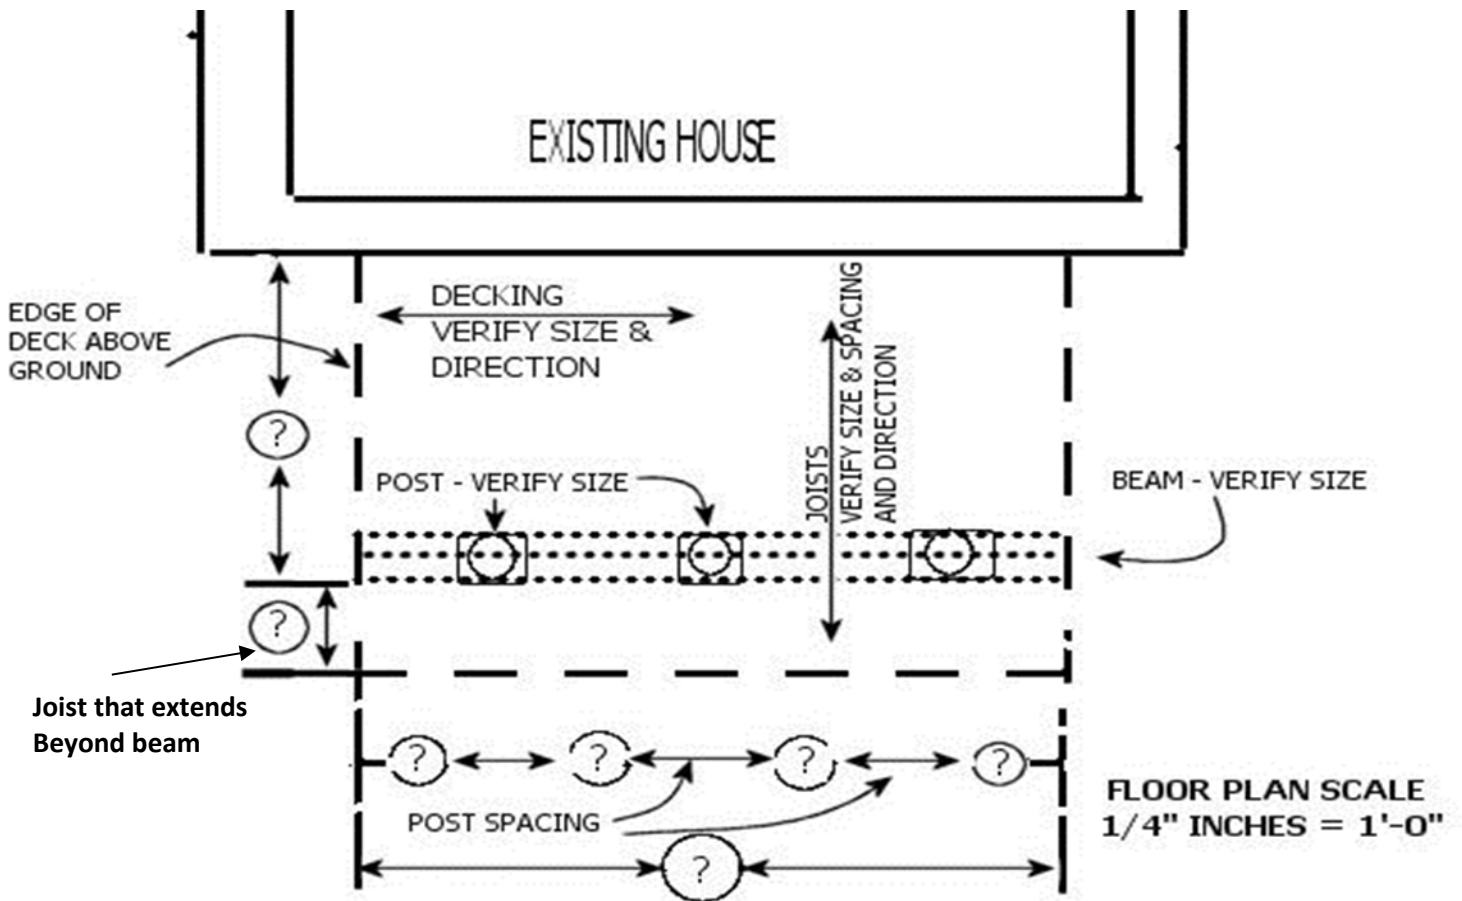 EXISTING HOUSE
EDGE OF
DECK ABOVE
GROUND
DECKING
VERIFY SIZE &
DIRECTION
JOISTS
VERIFY SIZE & SPACING
AND DIRECTION
?
POST - VERIFY SIZE
BEAM - VERIFY SIZE
?
Joist that extends
Beyond beam
? ? ? ?
POST SPACING
?
FLOOR PLAN SCALE
1/4" INCHES = 1'-0"